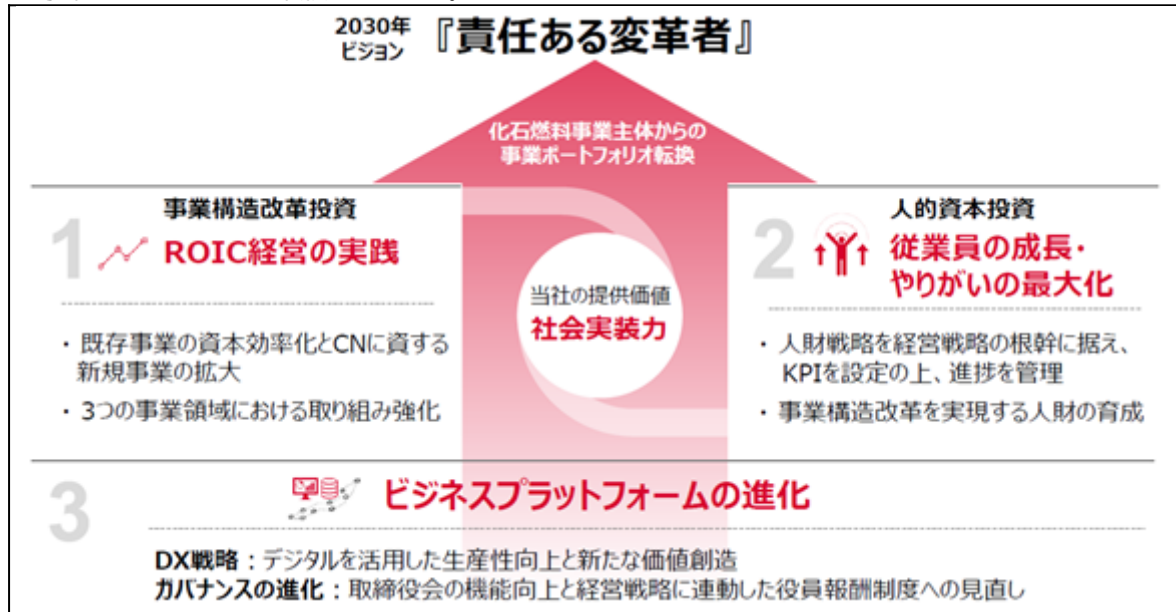 2030年
ビジョン
『責任ある変革者』
化石燃料事業主体からの
事業ポートフォリオ転換
1
事業構造改革投資
ROIC経営の実践
・既存事業の資本効率化とCNに資する
新規事業の拡大
・3つの事業領域における取り組み強化
当社の提供価値
社会実装力
2
人的資本投資
従業員の成長・
やりがいの最大化
・人財戦略を経営戦略の根幹に据え、
KPIを設定の上、進捗を管理
・事業構造改革を実現する人財の育成
3
ビジネスプラットフォームの進化
DX戦略：デジタルを活用した生産性向上と新たな価値創造
ガバナンスの進化：取締役会の機能向上と経営戦略に連動した役員報酬制度への見直し